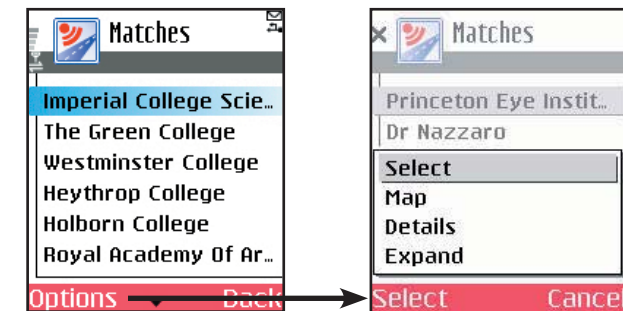 Matches
Imperial College Scie…
The Green College
Westminster College
Heythrop College
Holborn College
Royal Academy Of Ar…
Options Back
Matches
Princeton Eye Instit…
Dr Nazzaro
Select
Map
Details
Expand
Select Cancel